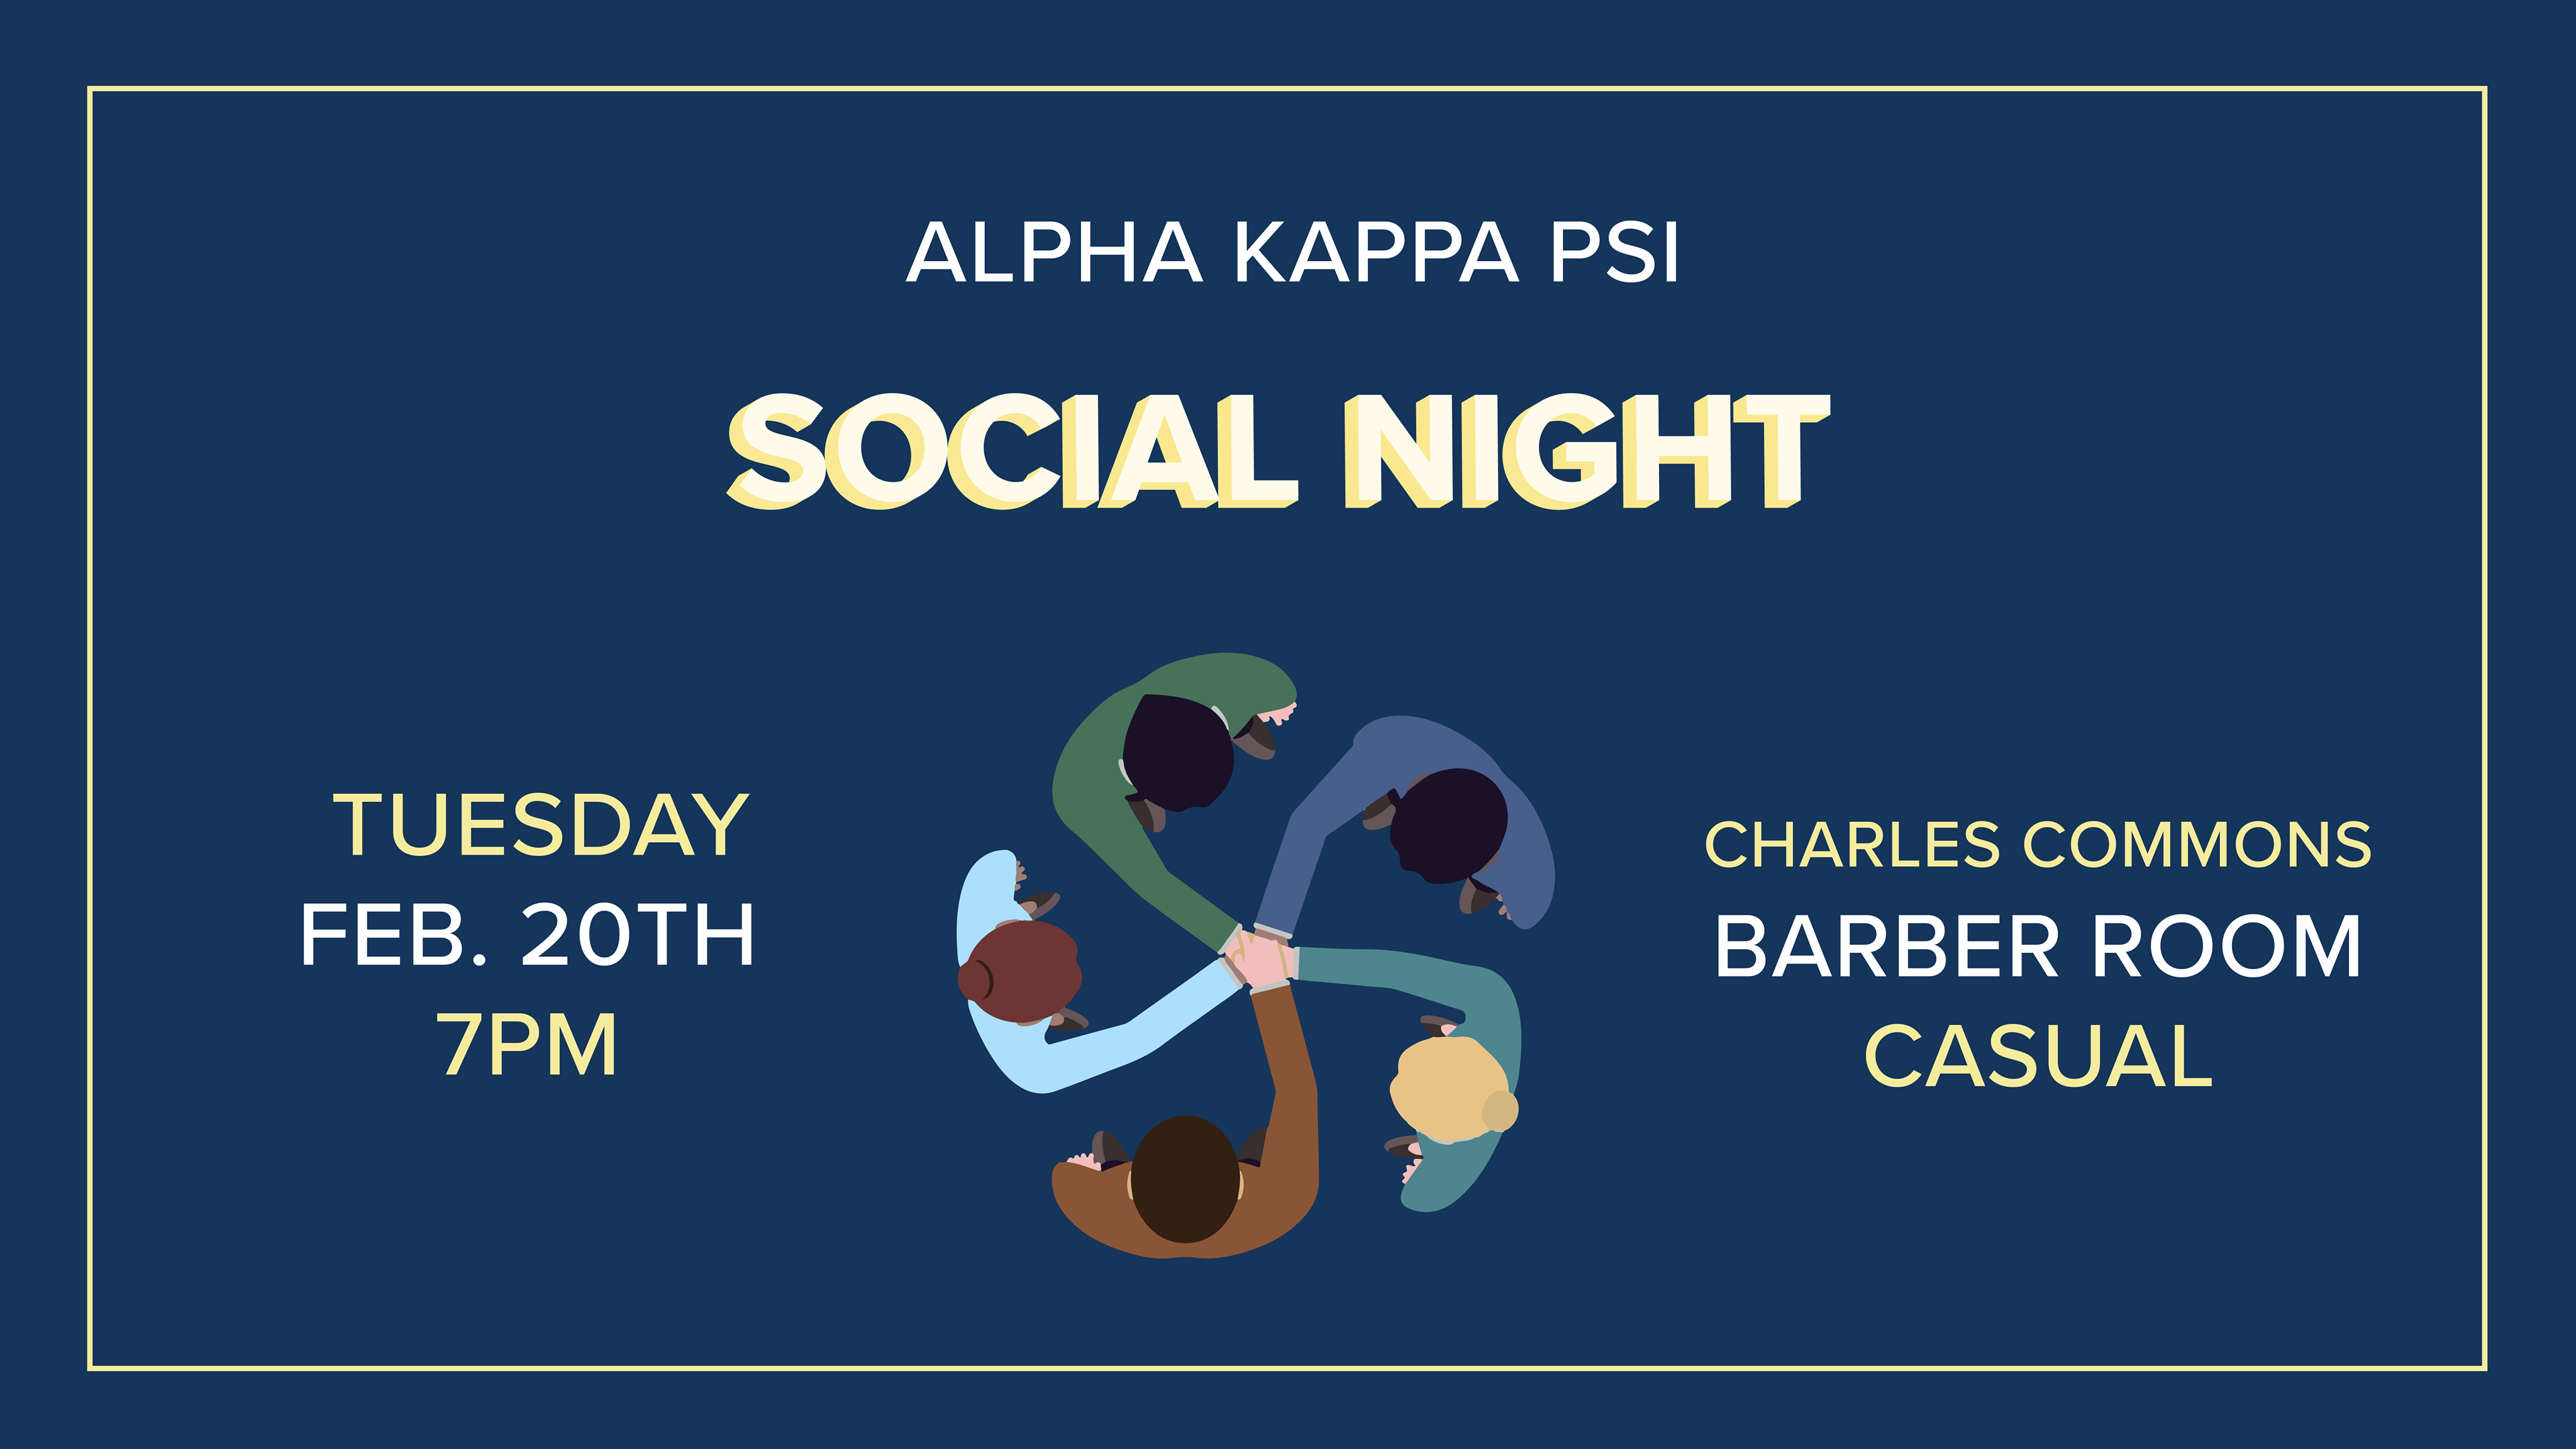 ALPHA KAPPA PSI
SOCIAL NIGHT
TUESDAY
FEB. 20TH
7PM
CHARLES COMMONS
BARBER ROOM
CASUAL